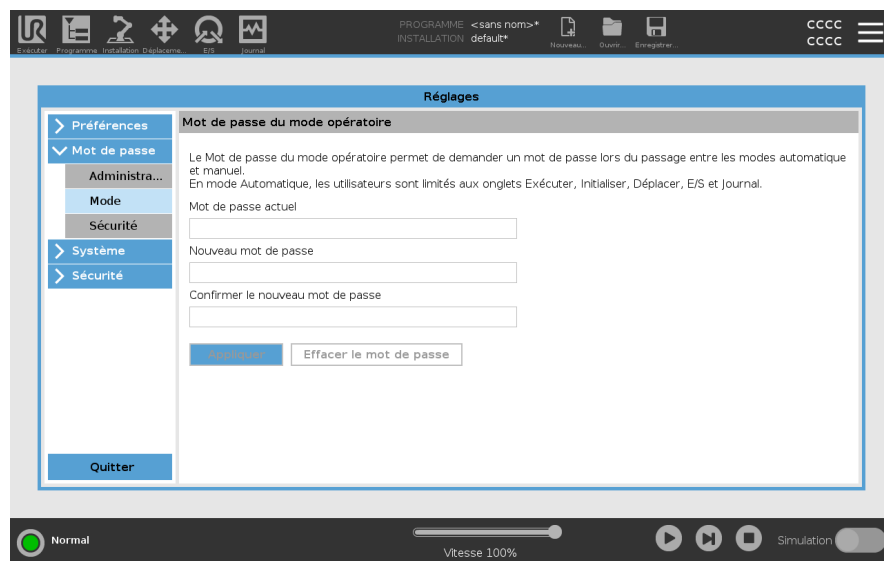 PROGRAMME <sans nom>*
INSTALLATION default*
CCCC
CCCC
Exécuter Programme Installation Déplaceme... E/S Journal
Nouveau... Ouvrir... Enregistrer...
Réglages
Préférences
Mot de passe
Administra...
Mode
Sécurité
Système
Sécurité
Quitter
Mot de passe du mode opératoire
Le Mot de passe du mode opératoire permet de demander un mot de passe lors du passage entre les modes automatique
et manuel.
En mode Automatique, les utilisateurs sont limités aux onglets Exécuter, Initialiser, Déplacer, E/S et Journal.
Mot de passe actuel
Nouveau mot de passe
Confirmer le nouveau mot de passe
Appliquer Effacer le mot de passe
Normal
Vitesse 100%
Simulation